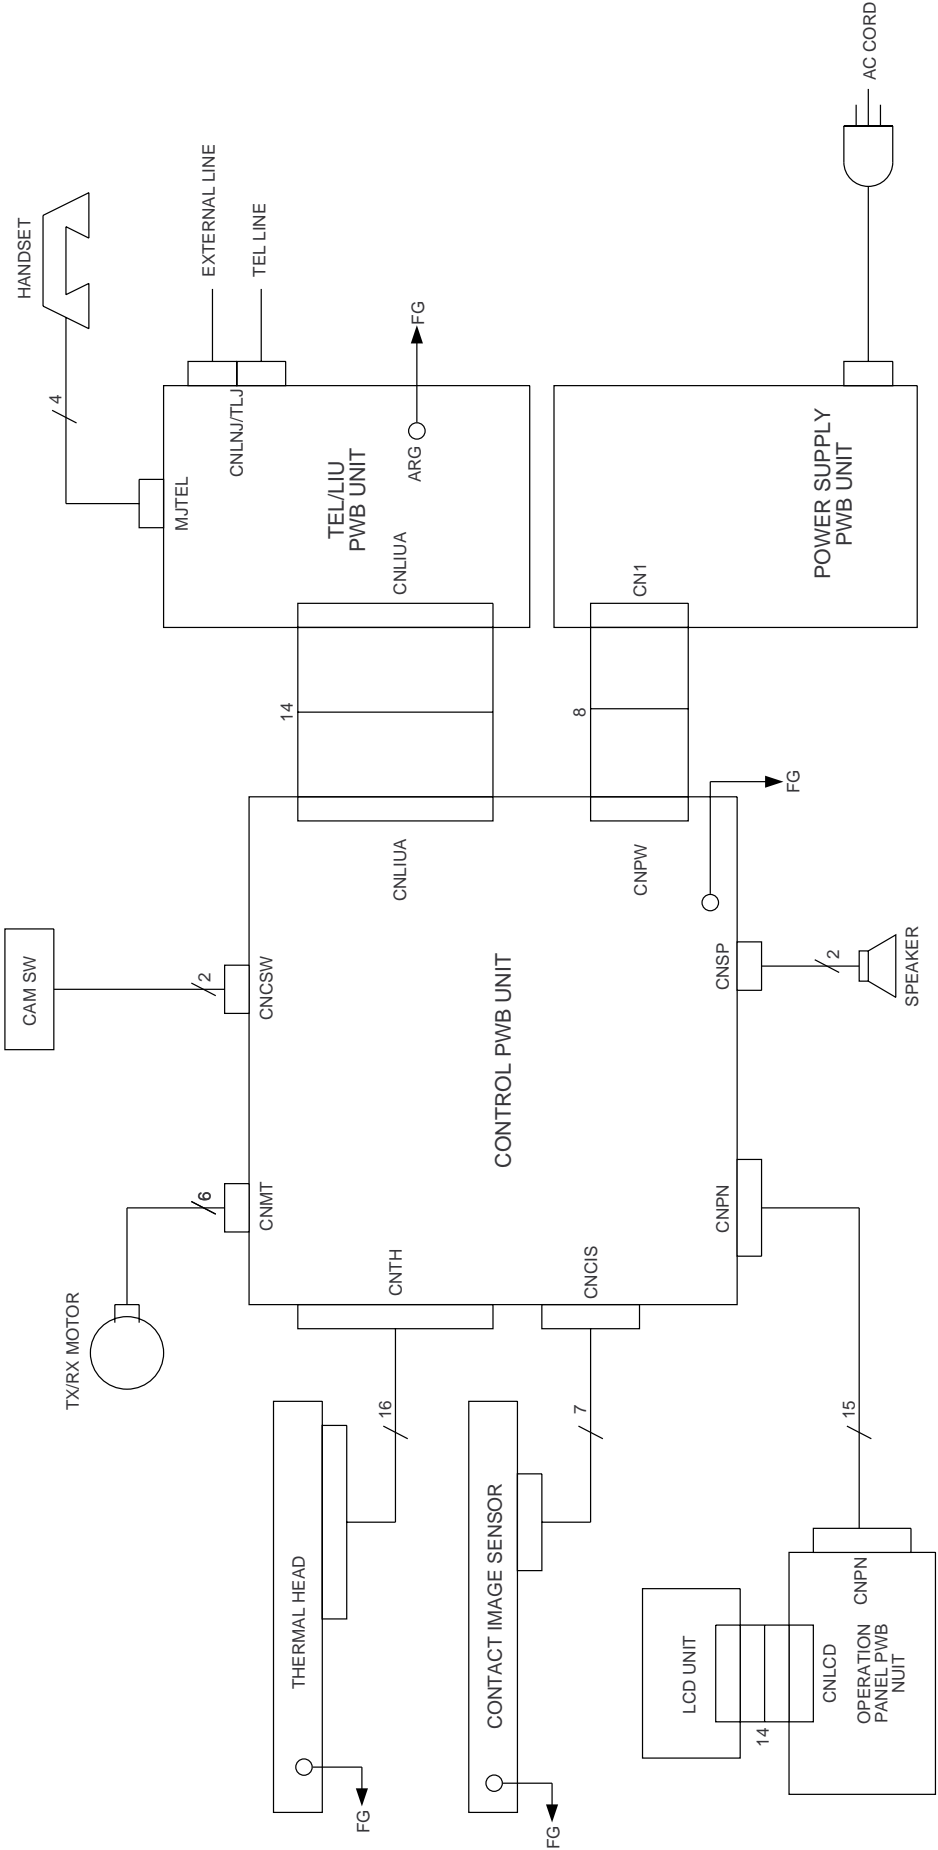 TX/RX MOTOR
6
CNMT
CAM SW
2
CNCSW
HANDSET
4
MJTEL
EXTERNAL LINE
TEL LINE
CNLNJ/TLJ
TEL/LIU
PWB UNIT
ARG
FG
CNLIUA
14
CNLIUA
THERMAL HEAD
FG
16
CNTH
CONTACT IMAGE SENSOR
FG
7
CNCIS
CONTROL PWB UNIT
CNPW
8
CN1
POWER SUPPLY
PWB UNIT
AC CORD
FG
CNSP
2
SPEAKER
CNPN
15
LCD UNIT
14
CNLCD
CNPN
OPERATION
PANEL PWB
NUIT